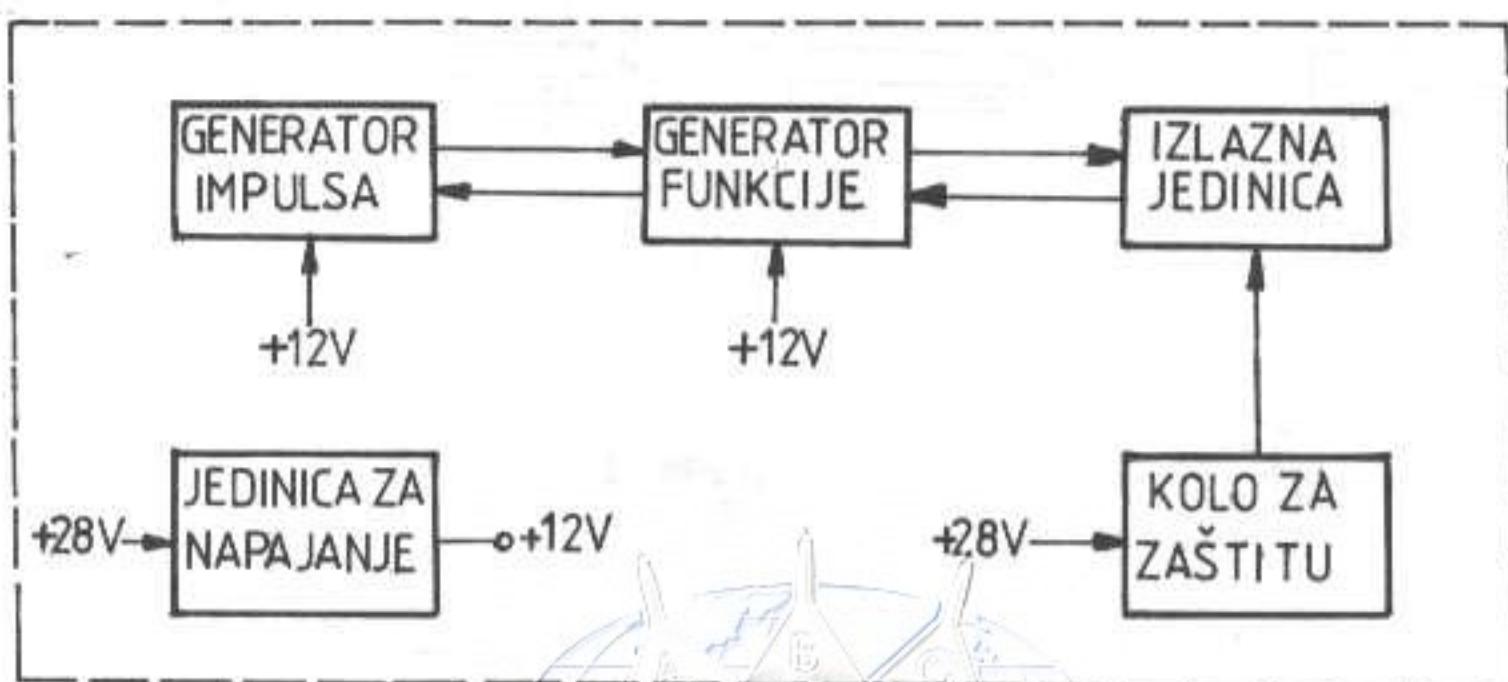 GENERATOR
IMPULSA
GENERATOR
FUNKCIJE
IZLAZNA
JEDINICA
+12V
+12V
JEDINICA ZA
NAPAJANJE
+28V
+12V
+28V
KOLO ZA
ZAŠTITU
A
B
C